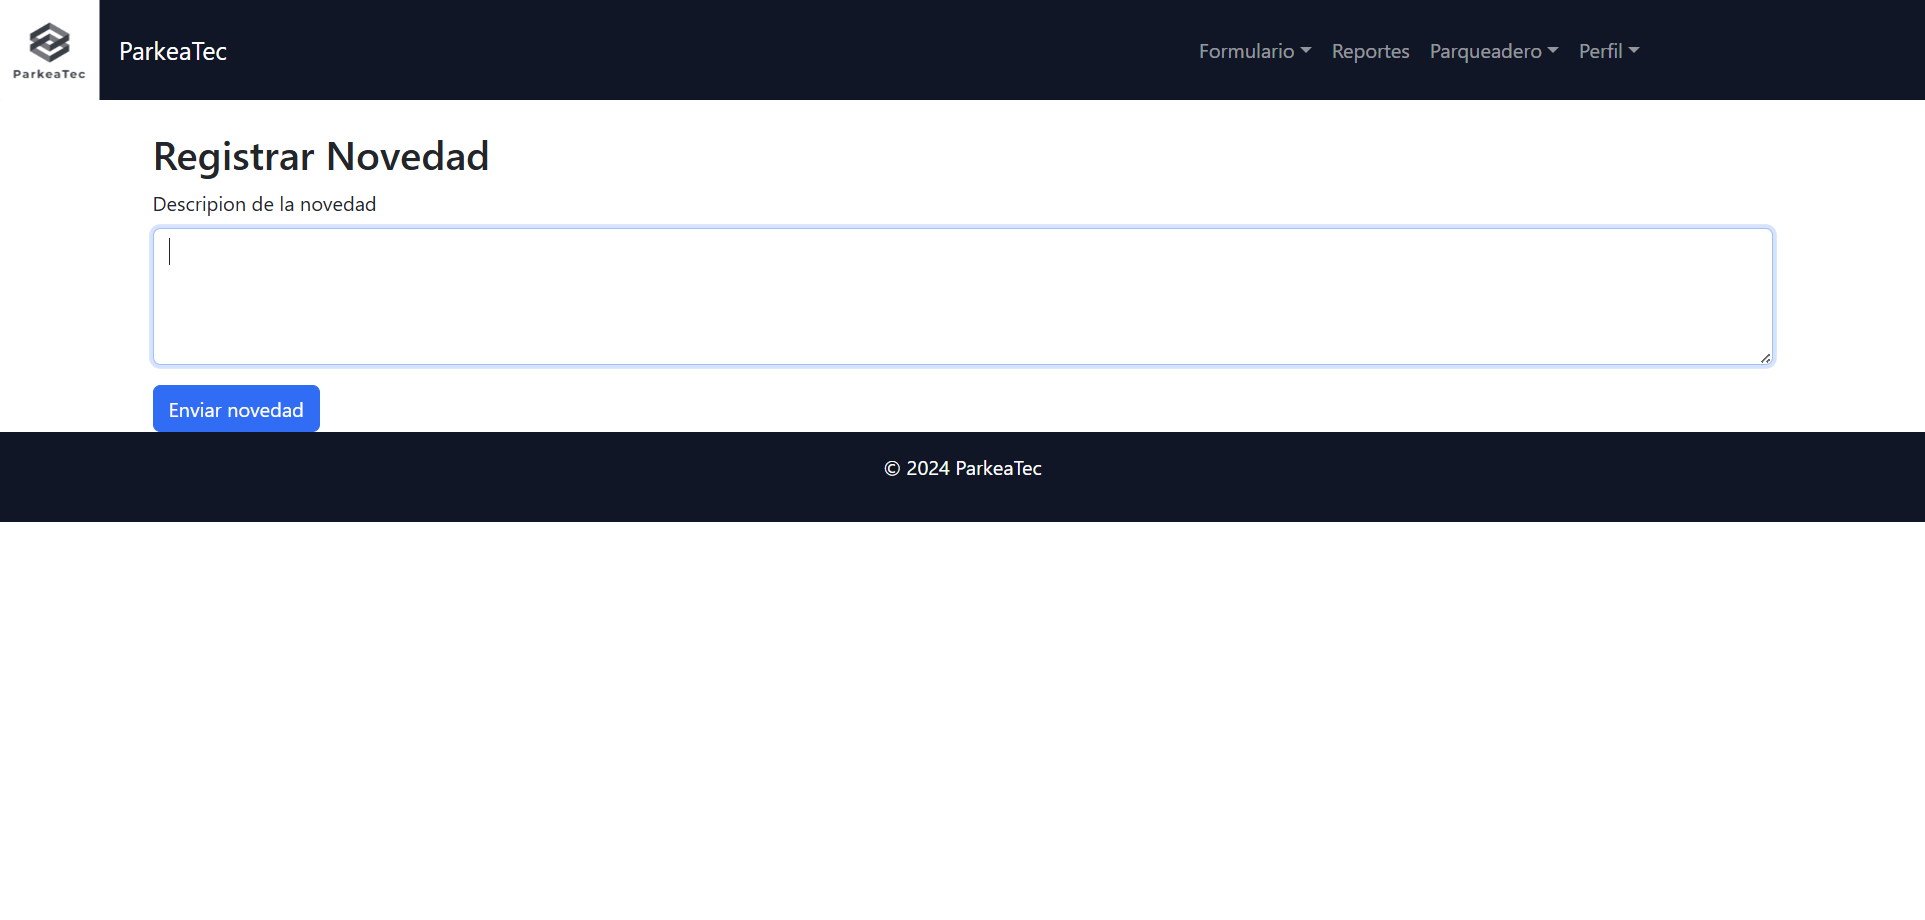 ParkeaTec
ParkeaTec
Formulario Reportes Parqueadero Perfil
Registrar Novedad
Descripion de la novedad
Enviar novedad
© 2024 ParkeaTec